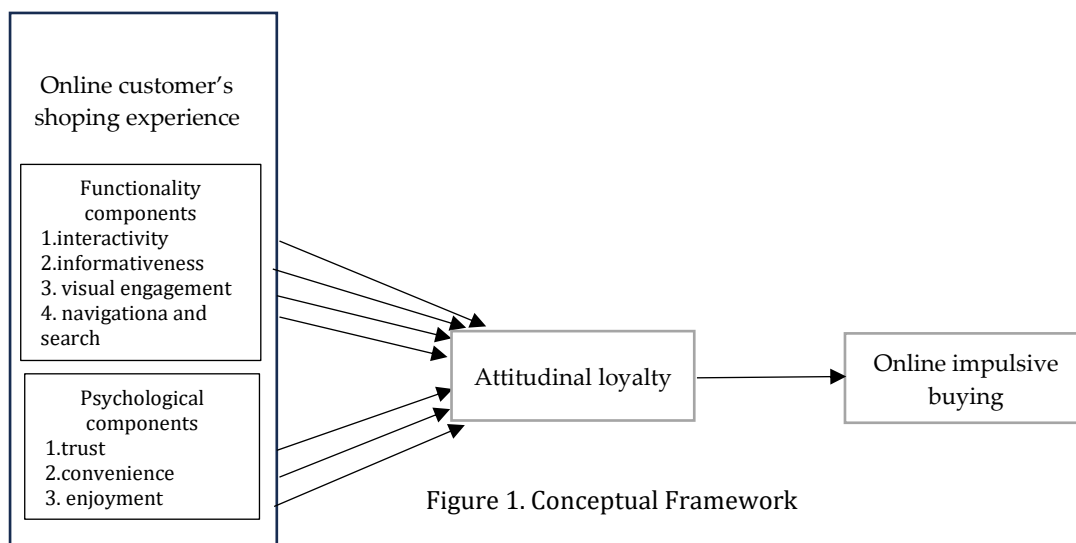 Online customer’s
shoping experience
Functionality
components
1.interactivity
2.informativeness
3. visual engagement
4. navigationa and
search
Psychological
components
1.trust
2.convenience
3. enjoyment
Attitudinal loyalty
Online impulsive
buying
Figure 1. Conceptual Framework